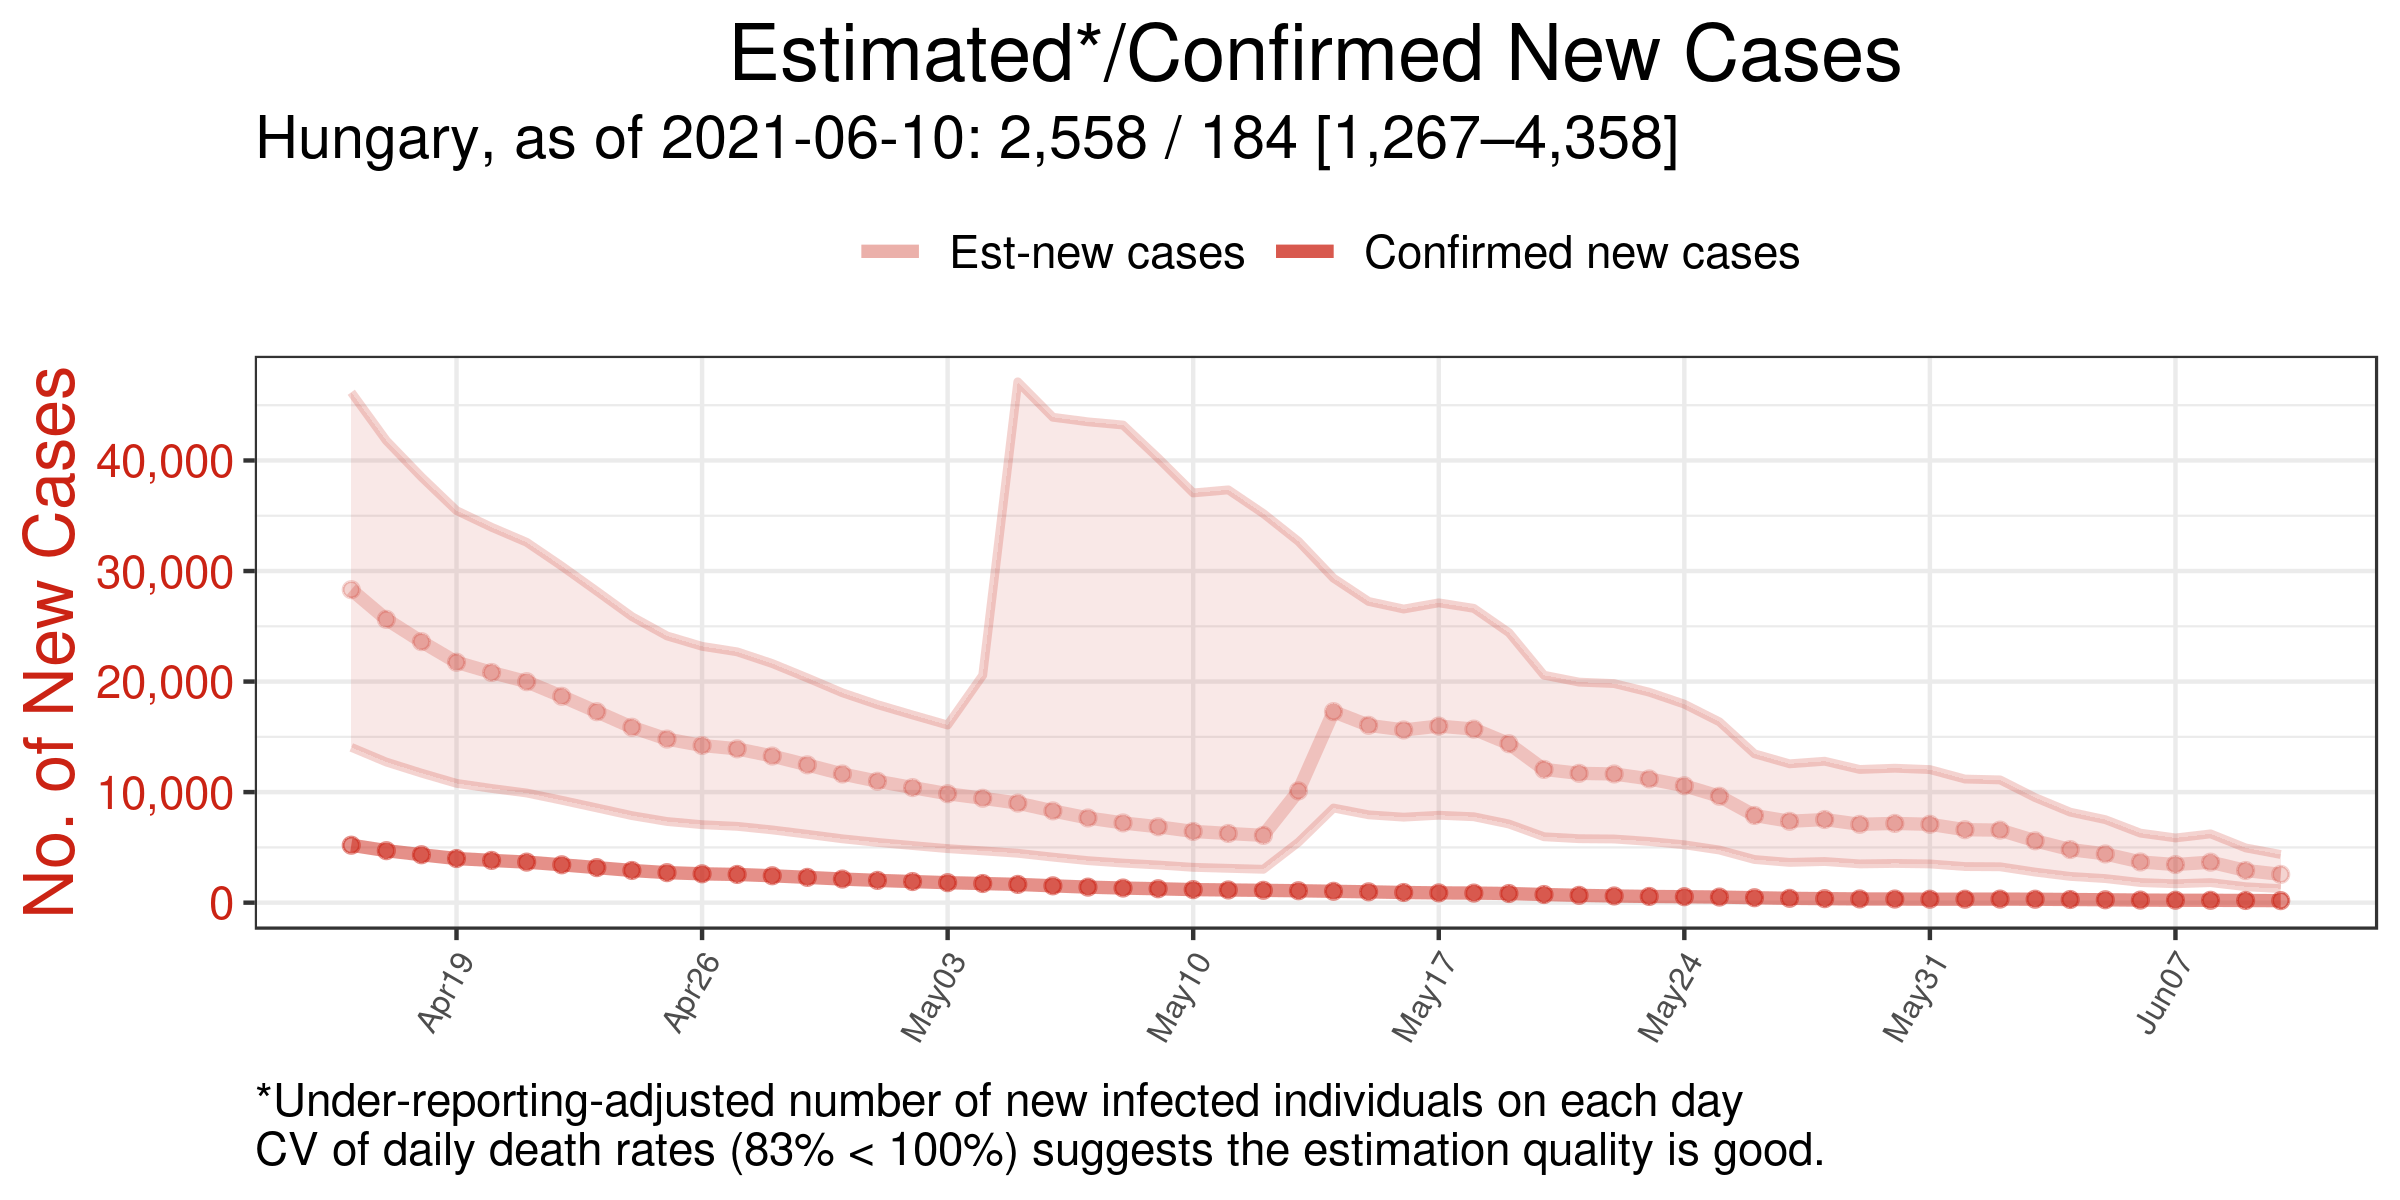 Estimated*/Confirmed New Cases
Hungary, as of 2021-06-10: 2,558 / 184 [1,267–4,358]
Est-new cases
Confirmed new cases
No. of New Cases
40,000
30,000
20,000
10,000
0
Apr19
Apr26
May03
May10
May17
May24
May31
Jun07
*Under-reporting-adjusted number of new infected individuals on each day
CV of daily death rates (83% < 100%) suggests the estimation quality is good.